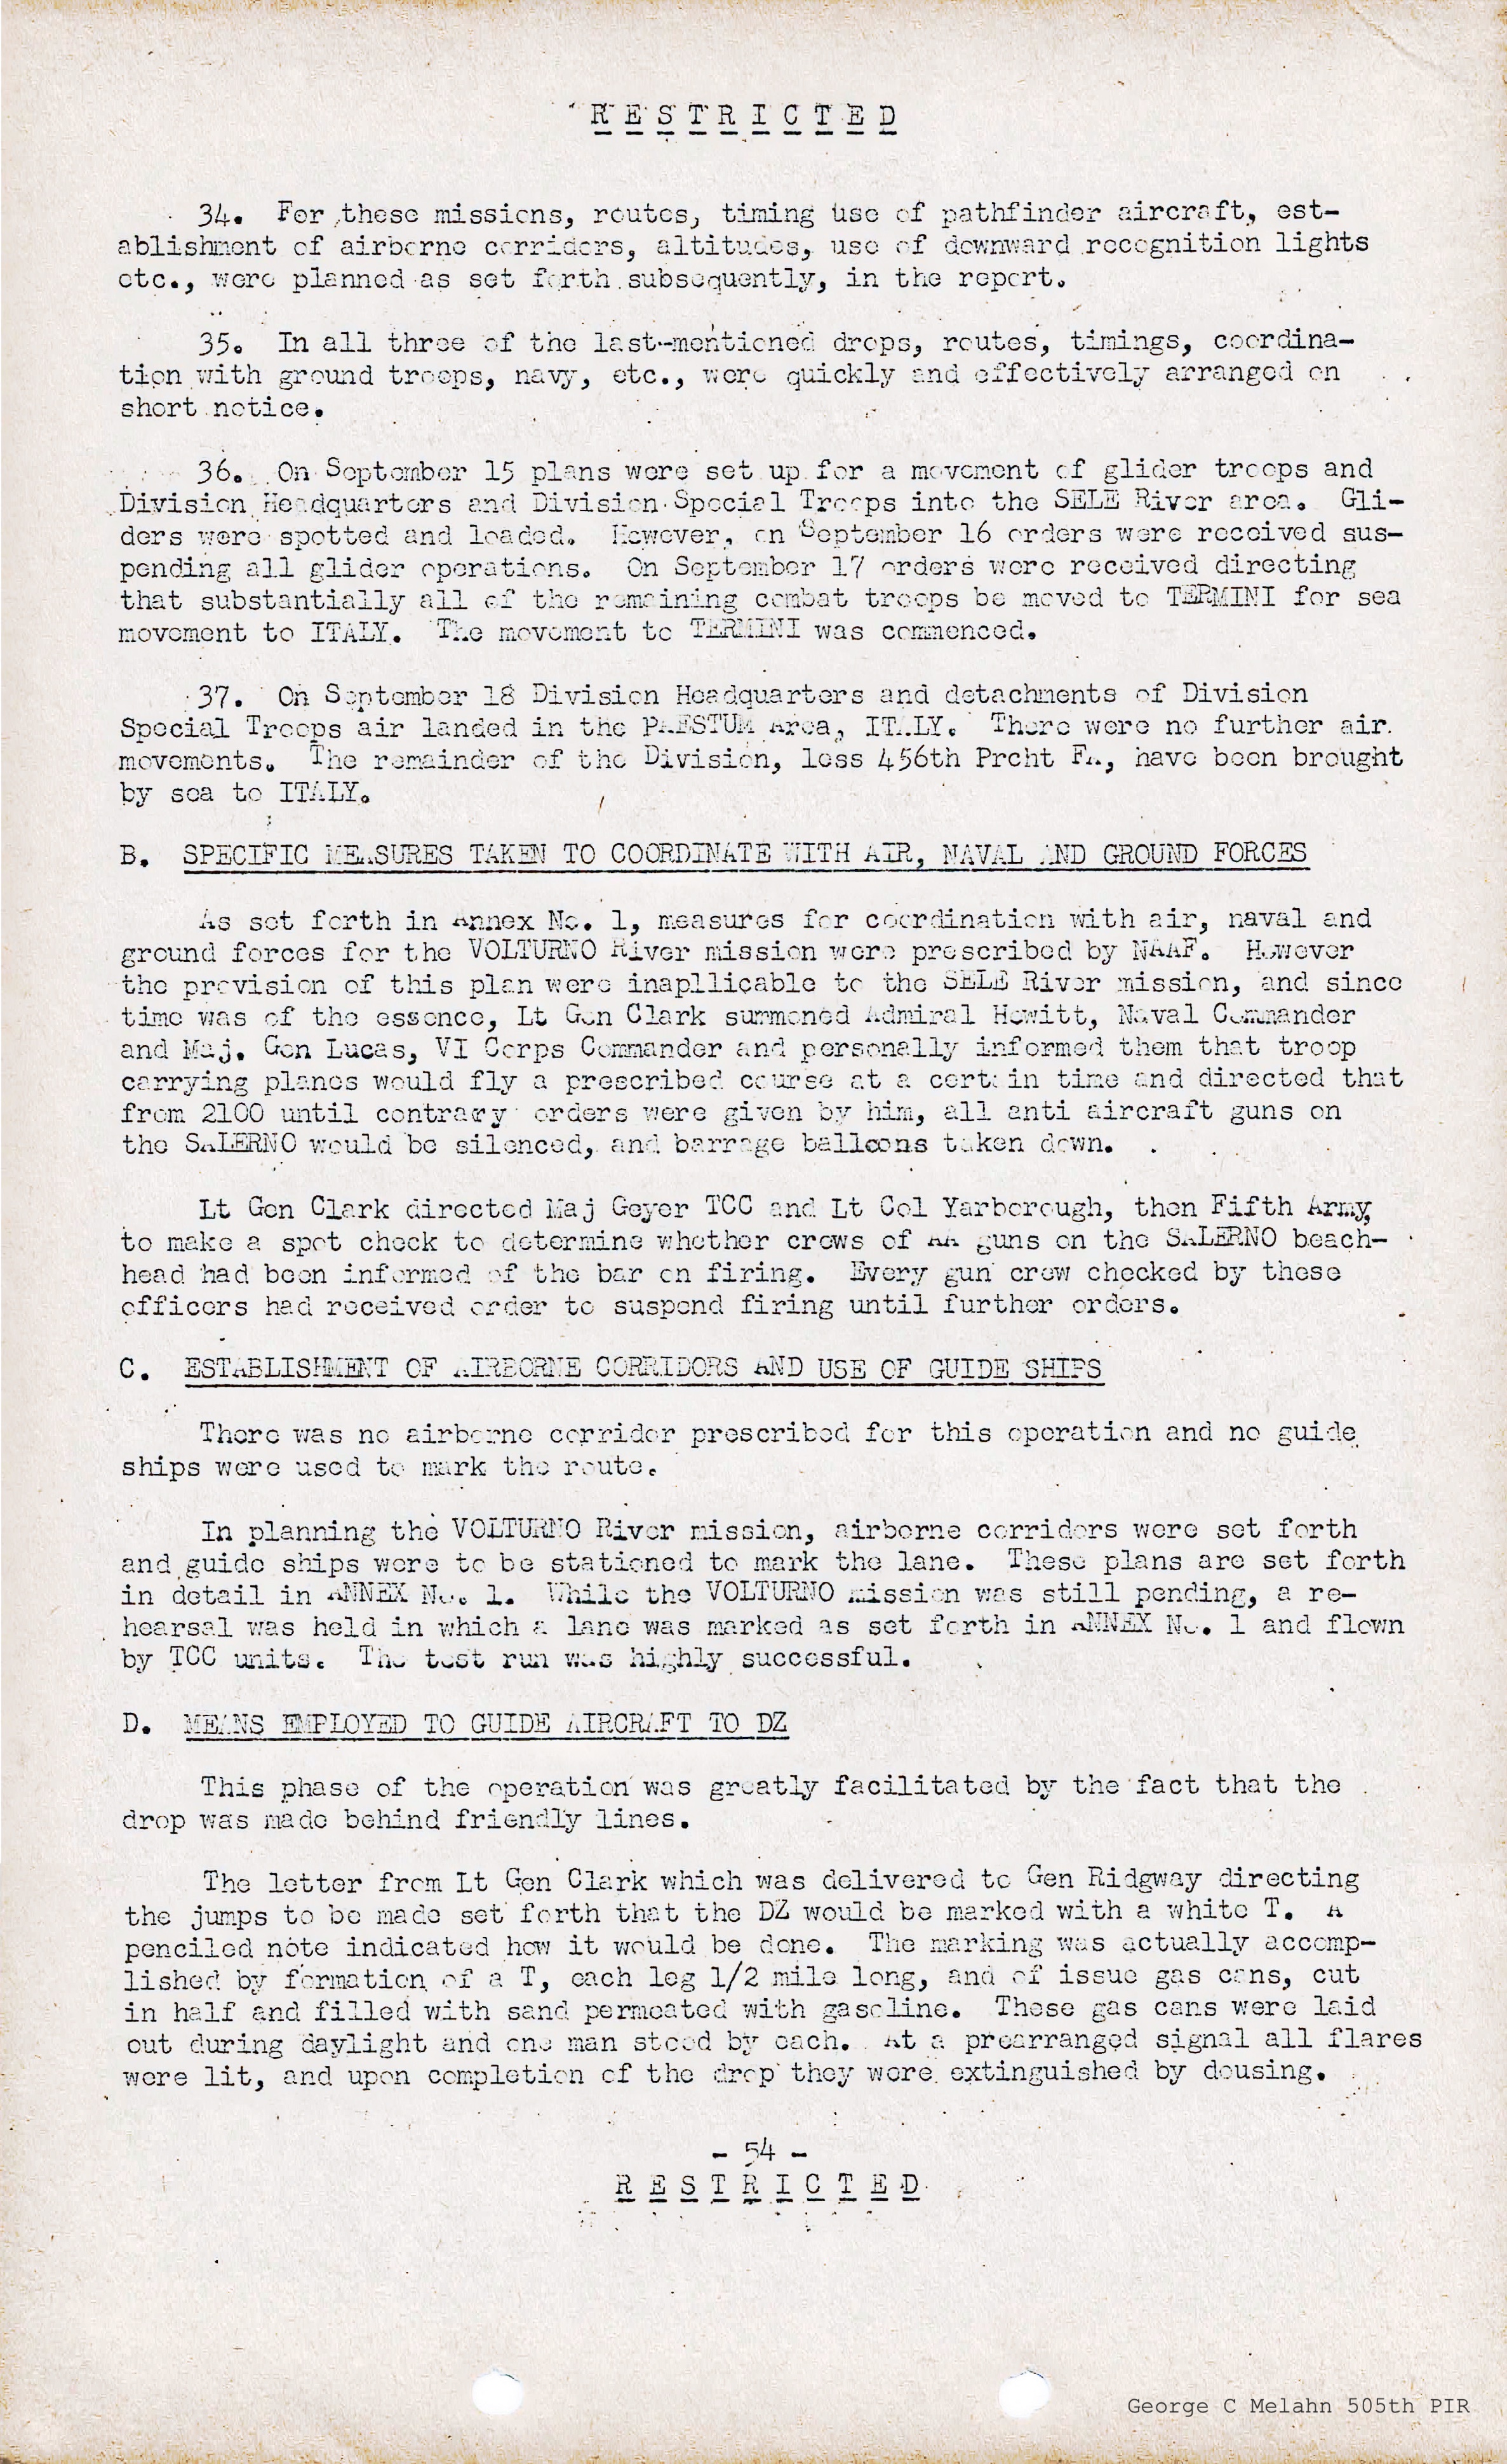 RESTRICTED
34. For these missions, routes, timing use of pathfinder aircraft, est-
ablishment of airborne corridors, altitudes, use of downward recognition lights
etc., were planned as set forth subsequently, in the report.
35. In all three of the last-mentioned drops, routes, timings, coordina-
tion with ground troops, navy, etc., were quickly and effectively arranged on
short notice.
36. On September 15 plans were set up for a movement of glider troops and
Division Headquarters and Division Special Troops into the SELE River area. Gli-
ders were spotted and loaded. However, on September 16 orders were received sus-
pending all glider operations. On September 17 orders were received directing
that substantially all of the remaining combat troops be moved to TERMINI for sea
movement to ITALY. The movement to TERMINI was commenced.
37. On September 18 Division Headquarters and detachments of Division
Special Troops air landed in the PAESTUM Area, ITALY. There were no further air
movements. The remainder of the Division, less 456th Prcht FA, have been brought
by sea to ITALY.
B. SPECIFIC MEASURES TAKEN TO COORDINATE WITH AIR, NAVAL AND GROUND FORCES
As set forth in Annex No. 1, measures for coordination with air, naval and
ground forces for the VOLTURNO River mission were prescribed by NAAF. However
the provision of this plan were inapllicable to the SELE River mission, and since
time was of the essence, Lt Gen Clark summoned Admiral Hewitt, Naval Commander
and Maj. Gen Lucas, VI Corps Commander and personally informed them that troop
carrying planes would fly a prescribed course at a certain time and directed that
from 2100 until contrary orders were given by him, all anti aircraft guns on
the SALERNO would be silenced, and barrage balloons taken down.
Lt Gen Clark directed Maj Geyer TCC and Lt Col Yarborough, then Fifth Army,
to make a spot check to determine whether crews of AA guns on the SALERNO beach-
head had been informed of the bar on firing. Every gun crew checked by these
officers had received order to suspend firing until further orders.
C. ESTABLISHMENT OF AIRBORNE CORRIDORS AND USE OF GUIDE SHIPS
There was no airborne corridor prescribed for this operation and no guide
ships were used to mark the route.
In planning the VOLTURNO River mission, airborne corridors were set forth
and guide ships were to be stationed to mark the lane. These plans are set forth
in detail in ANNEX No. 1. While the VOLTURNO mission was still pending, a re-
hearsal was held in which a lane was marked as set forth in ANNEX No. 1 and flown
by TCC units. The test run was highly successful.
D. MEANS EMPLOYED TO GUIDE AIRCRAFT TO DZ
This phase of the operation was greatly facilitated by the fact that the
drop was made behind friendly lines.
The letter from Lt Gen Clark which was delivered to Gen Ridgway directing
the jumps to be made set forth that the DZ would be marked with a white T. A
penciled note indicated how it would be done. The marking was actually accomp-
lished by formation of a T, each leg 1/2 mile long, and of issue gas cans, cut
in half and filled with sand permeated with gasoline. These gas cans were laid
out during daylight and one man stood by each. At a prearranged signal all flares
were lit, and upon completion of the drop they were extinguished by dousing.
- 54 -
RESTRICTED
George C Melahn 505th PIR